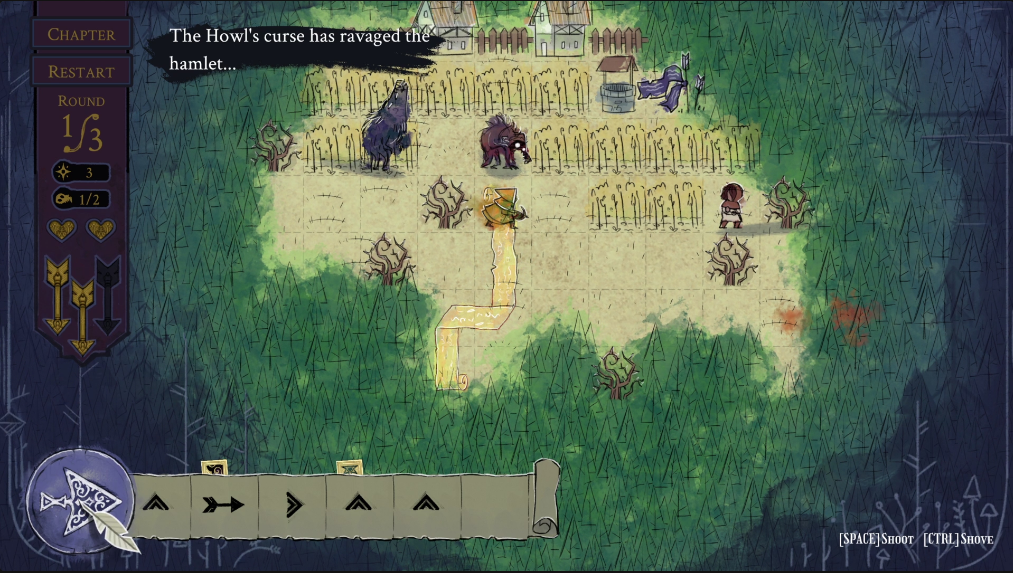 CHAPTER
RESTART
The Howl's curse has ravaged the
hamlet...
ROUND
1/3
3
1/2
[SPACE] SHOOT [CTRL] SHOVE